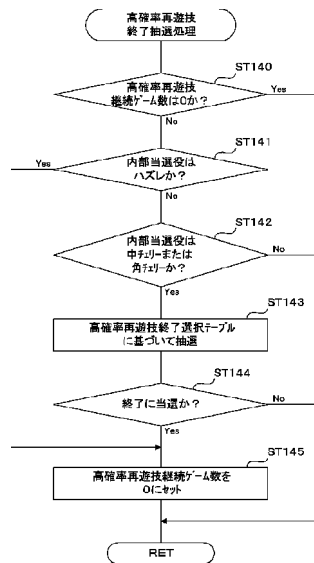 高確率再遊技
終了抽選処理
ST140
高確率再遊技
継続ゲーム数は0か？
Yes
No
ST141
Yes
内部当選役は
ハズレか？
No
ST142
内部当選役は
中チェリーまたは
角チェリーか？
No
Yes
ST143
高確率再遊技終了選択テーブル
に基づいて抽選
ST144
終了に当選か？
No
Yes
ST145
高確率再遊技継続ゲーム数を
0にセット
RET